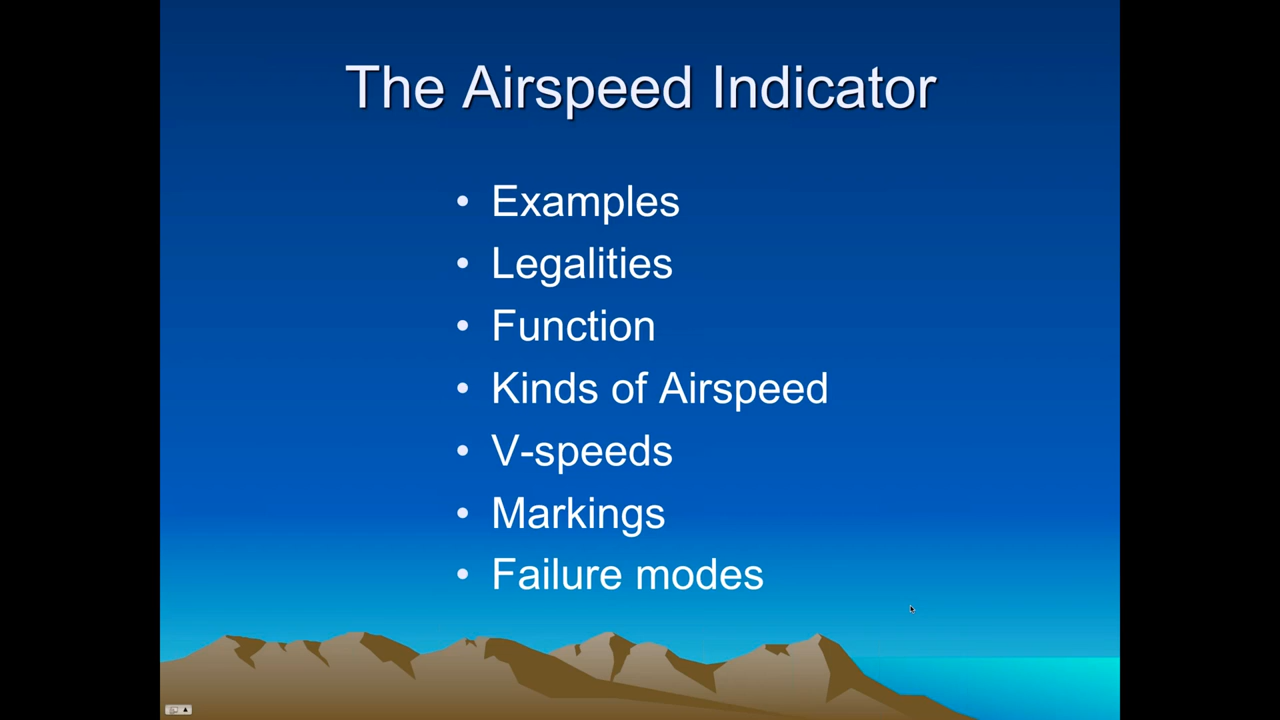 The Airspeed Indicator
• Examples
• Legalities
• Function
• Kinds of Airspeed
• V-speeds
• Markings
• Failure modes